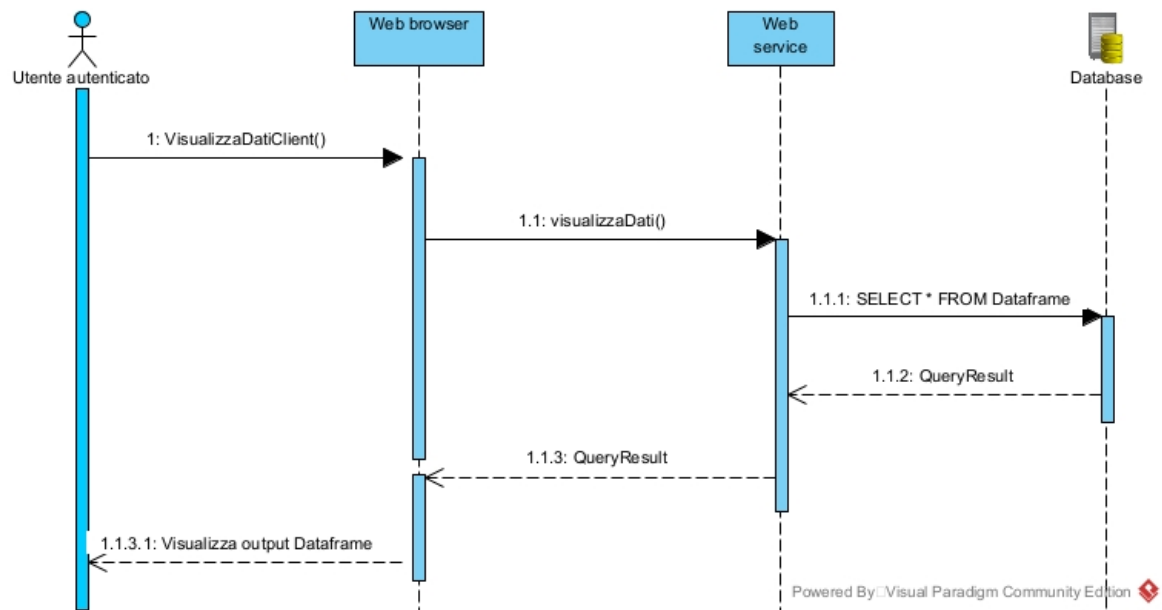 Web browser
Web
service
Utente autenticato
Database
1: VisualizzaDatiClient()
1.1: visualizzaDati()
1.1.1: SELECT * FROM Dataframe
1.1.2: QueryResult
1.1.3: QueryResult
1.1.3.1: Visualizza output Dataframe
Powered By Visual Paradigm Community Edition